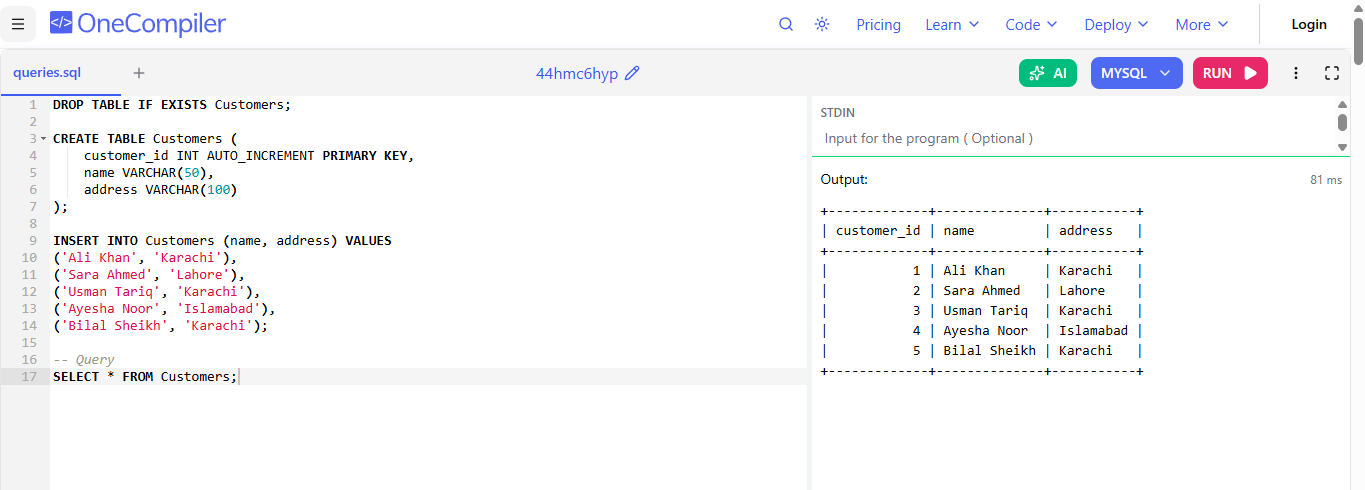 OneCompiler
Pricing Learn Code Deploy More Login
queries.sql + 44hmc6hyp AI MYSQL RUN
1 DROP TABLE IF EXISTS Customers;
2
3 CREATE TABLE Customers (
4     customer_id INT AUTO_INCREMENT PRIMARY KEY,
5     name VARCHAR(50),
6     address VARCHAR(100)
7 );
8
9 INSERT INTO Customers (name, address) VALUES
10 ('Ali Khan', 'Karachi'),
11 ('Sara Ahmed', 'Lahore'),
12 ('Usman Tariq', 'Karachi'),
13 ('Ayesha Noor', 'Islamabad'),
14 ('Bilal Sheikh', 'Karachi');
15
16 -- Query
17 SELECT * FROM Customers;
STDIN
Input for the program ( Optional )
Output: 81 ms
+-------------+--------------+-----------+
| customer_id | name         | address   |
+-------------+--------------+-----------+
|           1 | Ali Khan     | Karachi   |
|           2 | Sara Ahmed   | Lahore    |
|           3 | Usman Tariq  | Karachi   |
|           4 | Ayesha Noor  | Islamabad |
|           5 | Bilal Sheikh | Karachi   |
+-------------+--------------+-----------+